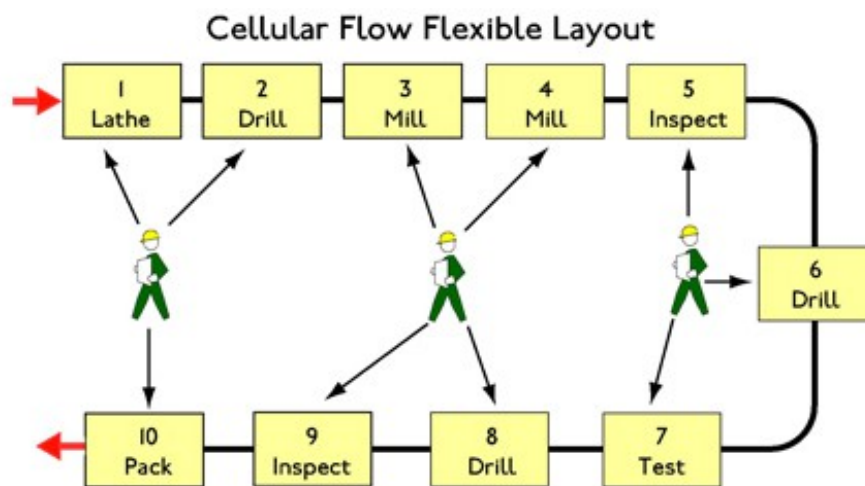 Cellular Flow Flexible Layout
1
Lathe
2
Drill
3
Mill
4
Mill
5
Inspect
6
Drill
7
Test
8
Drill
9
Inspect
10
Pack